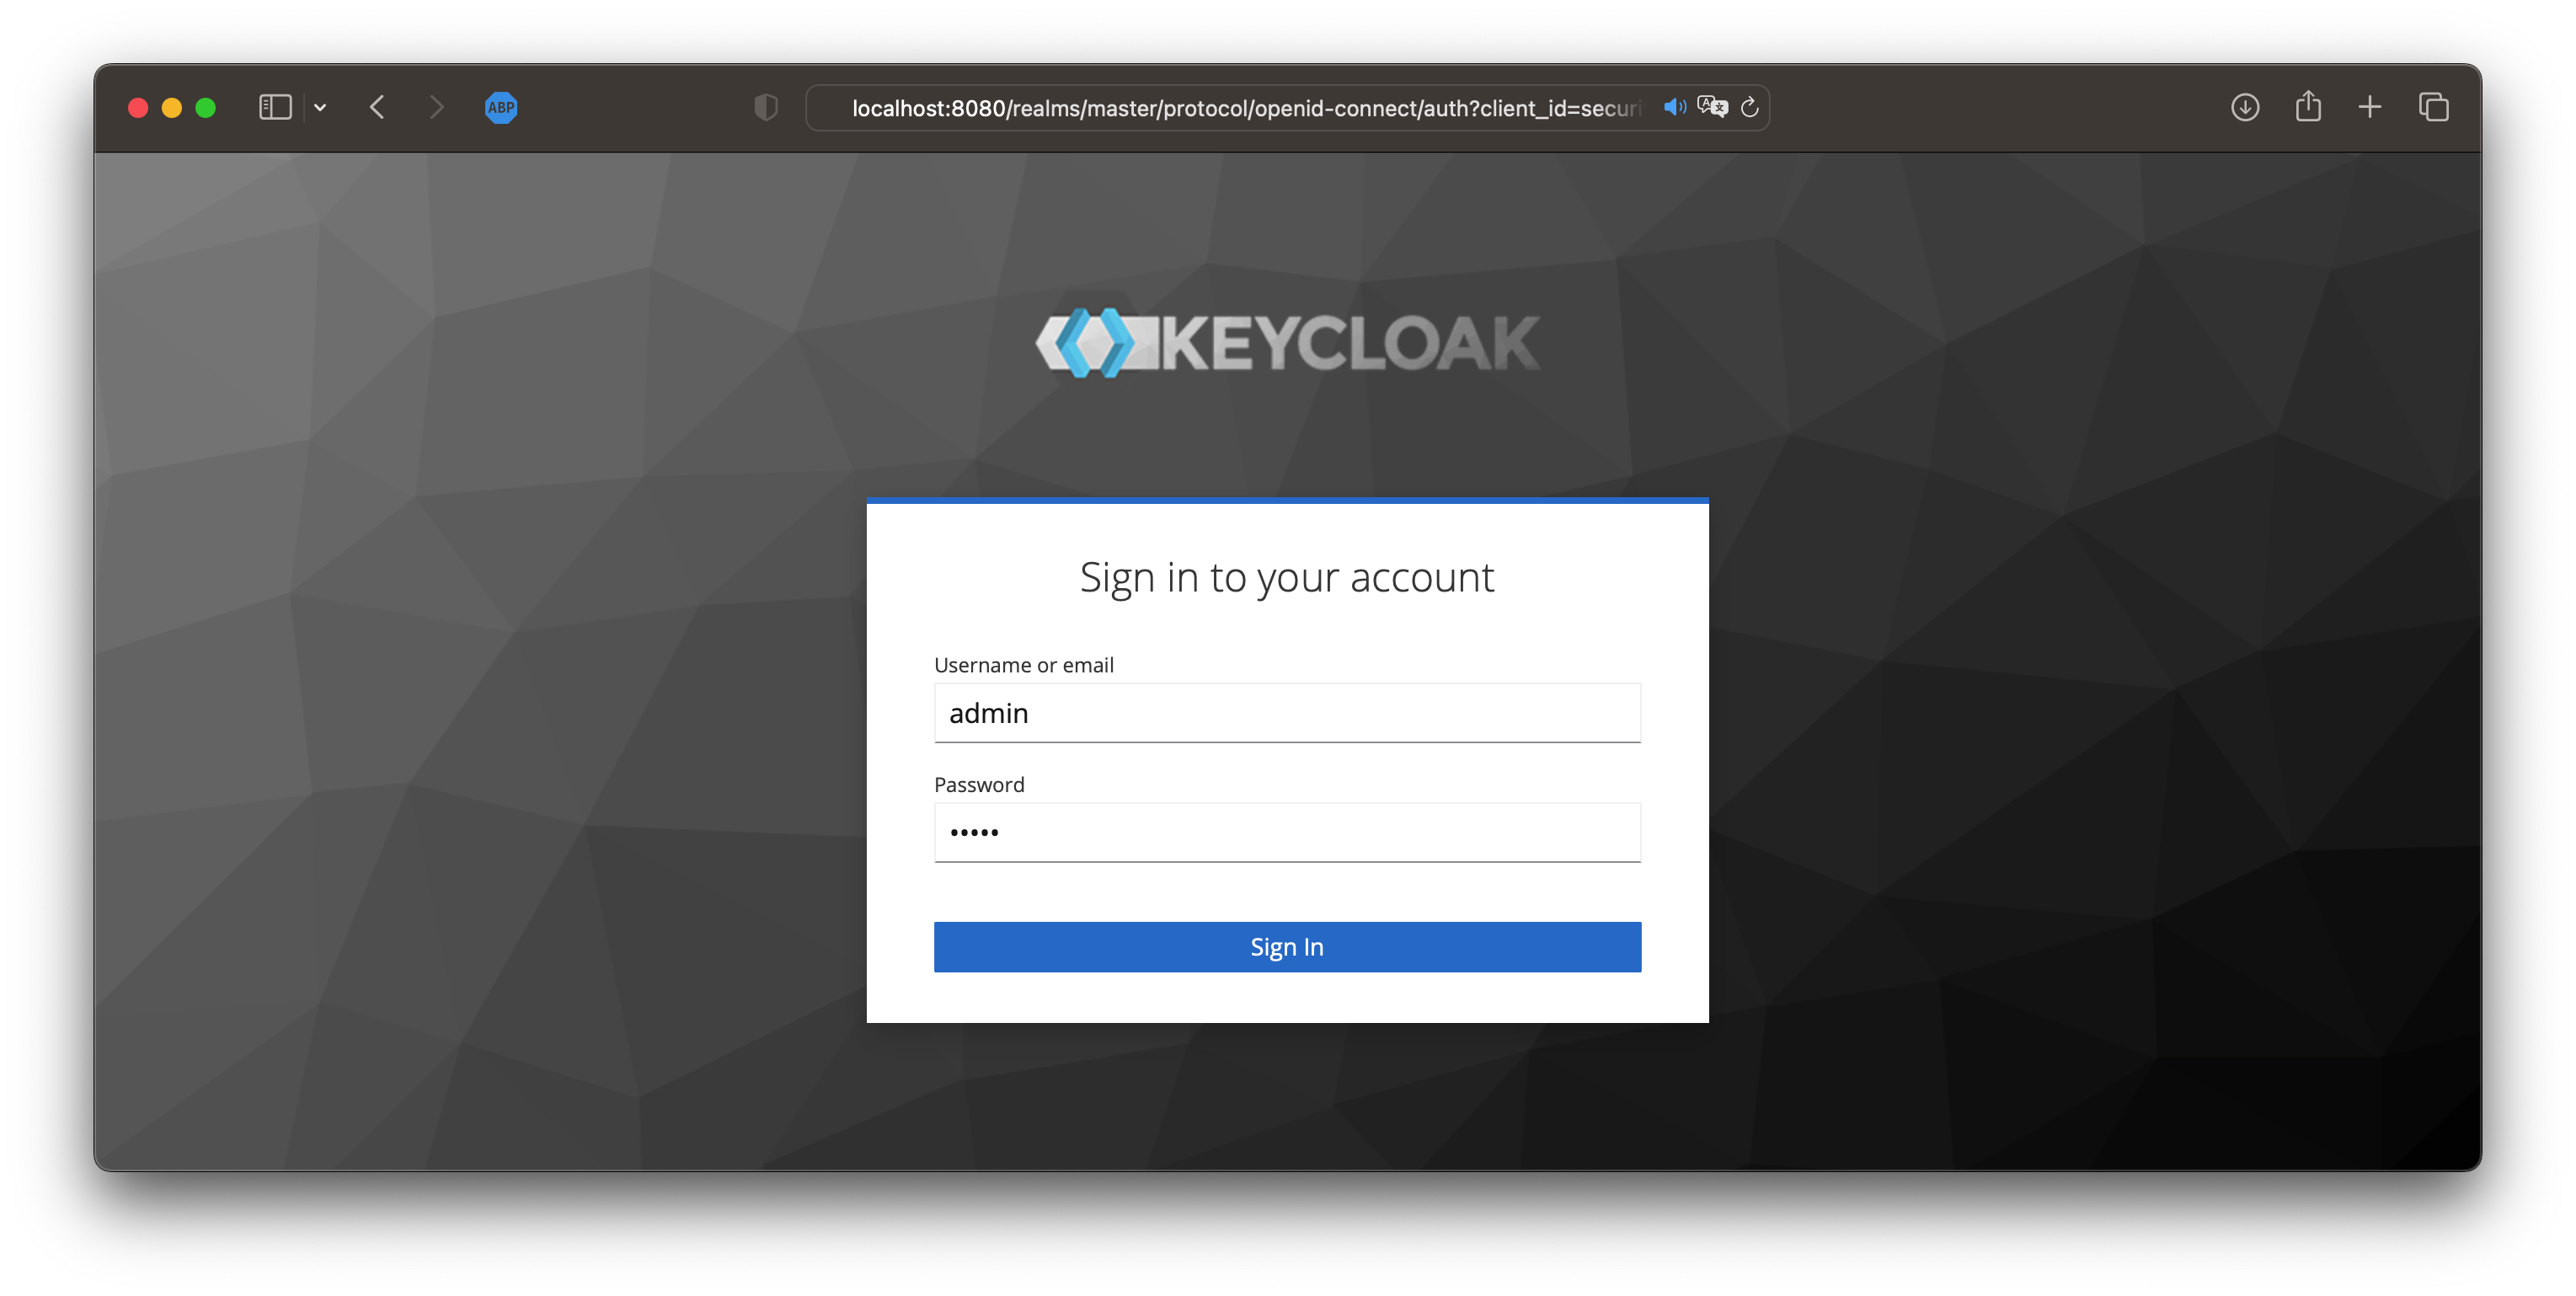 ABP
localhost:8080/realms/master/protocol/openid-connect/auth?client_id=securi
KEYCLOAK
Sign in to your account
Username or email
admin
Password
•••••
Sign In